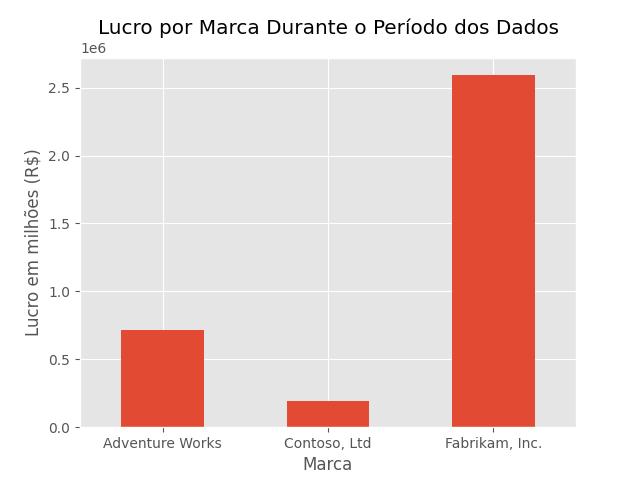 Lucro por Marca Durante o Período dos Dados
1e6
2.5
2.0
1.5
1.0
0.5
0.0
Lucro em milhões (R$)
Adventure Works
Contoso, Ltd
Fabrikam, Inc.
Marca